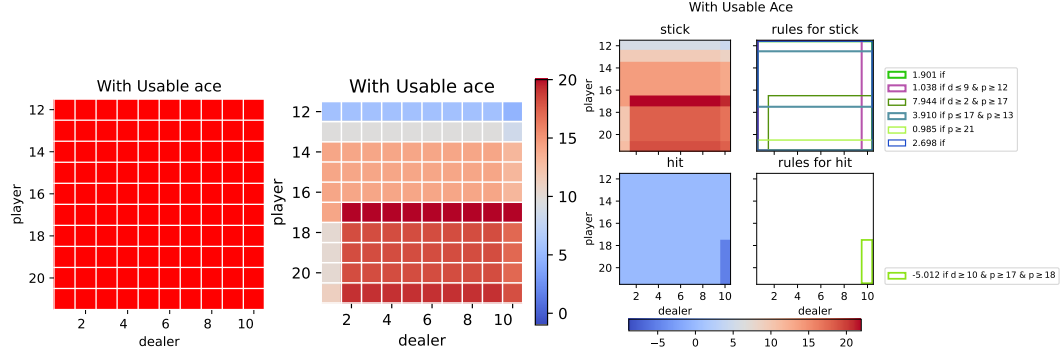 With Usable Ace
stick
rules for stick
With Usable ace
With Usable ace
player
12
14
16
18
20
2
4
6
8
10
dealer
player
12
14
16
18
20
2
4
6
8
10
dealer
20
15
10
5
0
player
12
14
16
18
20
1.901 if
1.038 if d ≤ 9 & p ≥ 12
7.944 if d ≥ 2 & p ≥ 17
3.910 if p ≤ 17 & p ≥ 13
0.985 if p ≥ 21
2.698 if
hit
rules for hit
player
12
14
16
18
20
2
4
6
8
10
dealer
2
4
6
8
10
dealer
-5.012 if d ≥ 10 & p ≥ 17 & p ≥ 18
−5
0
5
10
15
20